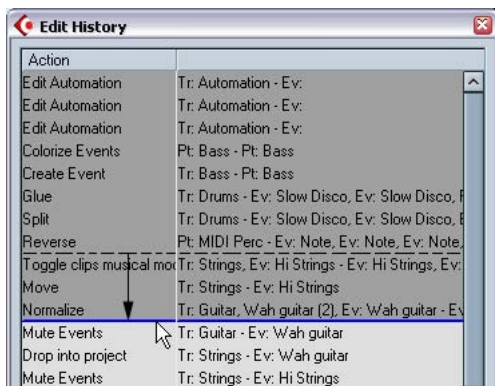 Edit History
Action
Edit Automation Tr: Automation - Ev:
Edit Automation Tr: Automation - Ev:
Edit Automation Tr: Automation - Ev:
Colorize Events Pt: Bass - Pt: Bass
Create Event Tr: Bass - Pt: Bass
Glue Tr: Drums - Ev: Slow Disco, Ev: Slow Disco,
Split Tr: Drums - Ev: Slow Disco, Ev: Slow Disco,
Reverse Pt: MIDI Perc - Ev: Note, Ev: Note, Ev: Note,
Toggle clips musical Tr: Strings, Ev: Hi Strings - Ev: Hi Strings, Ev:
Move Tr: Strings - Ev: Hi Strings
Normalize Tr: Guitar, Wah guitar (2), Ev: Wah guitar -
Mute Events Tr: Guitar - Ev: Wah guitar
Drop into project Tr: Strings - Ev: Wah guitar
Mute Events Tr: Strings - Ev: Hi Strings